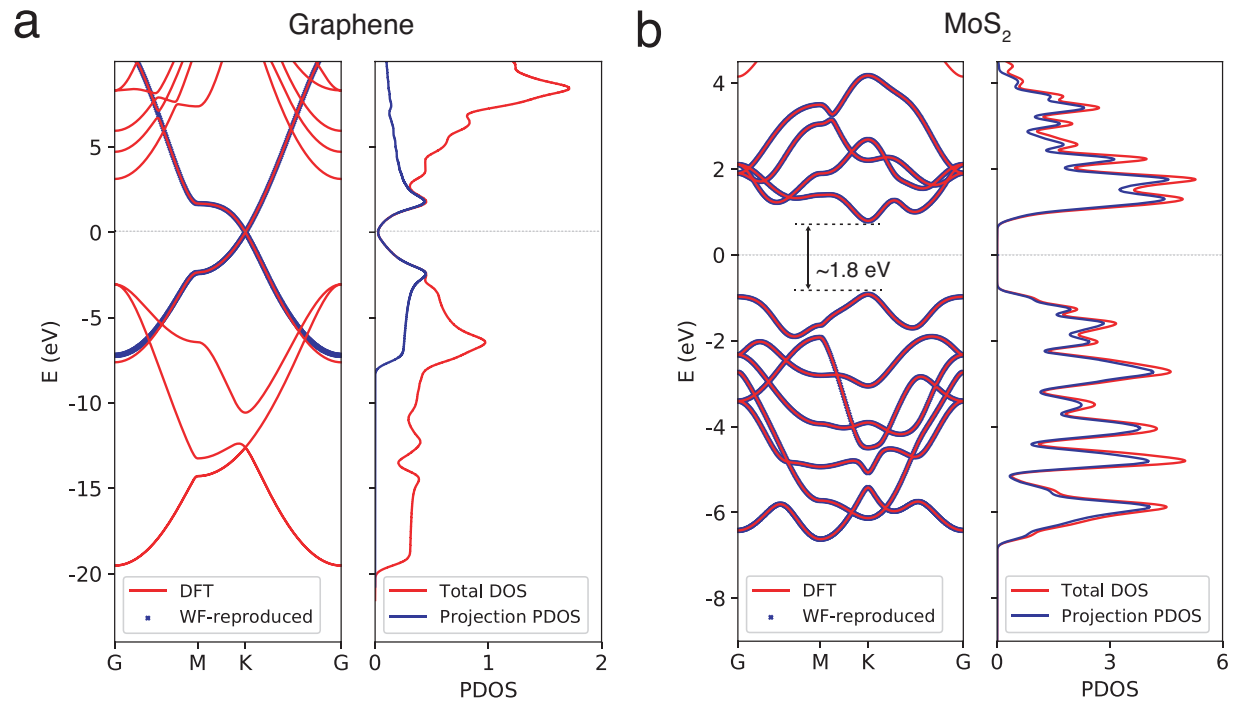 a
Graphene
b
MoS2
E (eV)
5
0
-5
-10
-15
-20
DFT
WF-reproduced
G
M
K
G
Total DOS
Projection PDOS
0
1
2
PDOS
E (eV)
4
2
0
-2
-4
-6
-8
~1.8 eV
DFT
WF-reproduced
G
M
K
G
Total DOS
Projection PDOS
0
3
6
PDOS